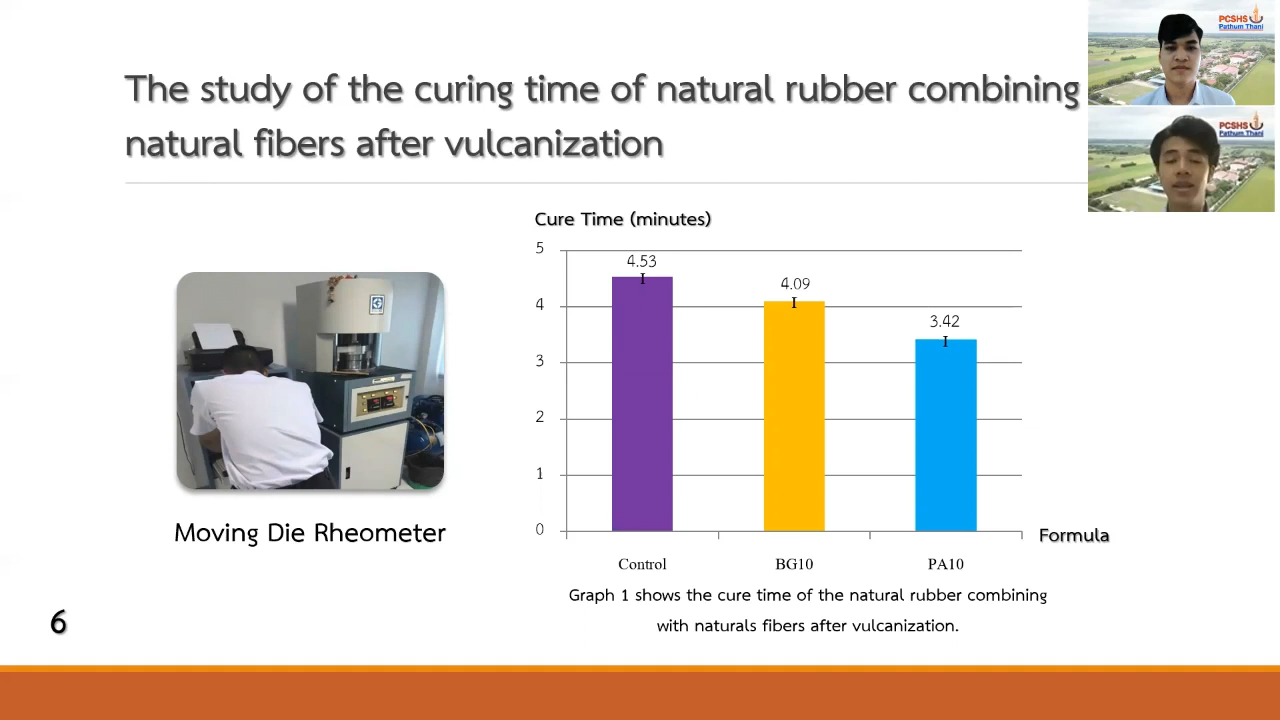 PCSHS
Pathum Thani
The study of the curing time of natural rubber combining
natural fibers after vulcanization
PCSHS
Pathum Thani
Cure Time (minutes)
5
4.53
4.09
4
3.42
3
2
1
0
Formula
Control BG10 PA10
Moving Die Rheometer
Graph 1 shows the cure time of the natural rubber combining
with naturals fibers after vulcanization.
6